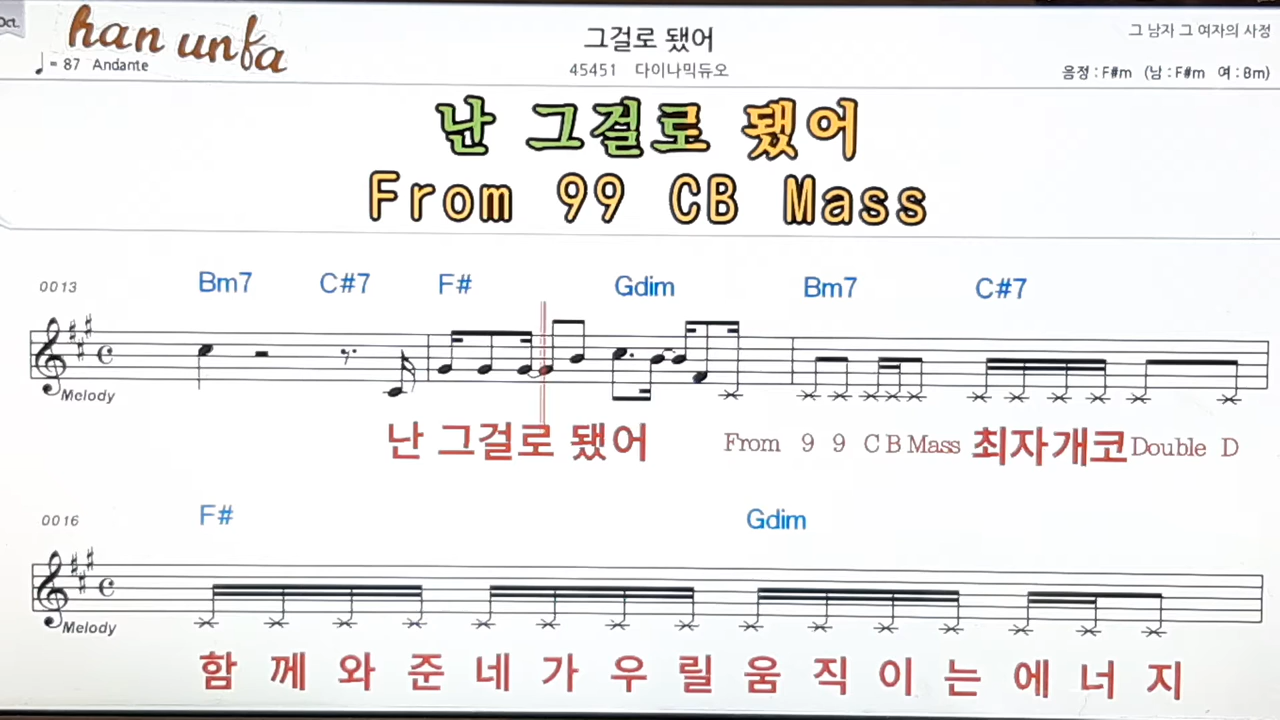 Oct.
han unfa
♩= 87 Andante
그걸로 됐어
45451 다이나믹듀오
그 남자 그 여자의 사정
음정 : F#m (남 : F#m 여 : Bm)
난 그걸로 됐어
From 99 CB Mass
0013 Bm7 C#7 F# Gdim Bm7 C#7
Melody
난 그걸로 됐어 From 9 9 C B Mass 최자개코 Double D
0016 F# Gdim
Melody
함 께 와 준 네 가 우 릴 움 직 이 는 에 너 지